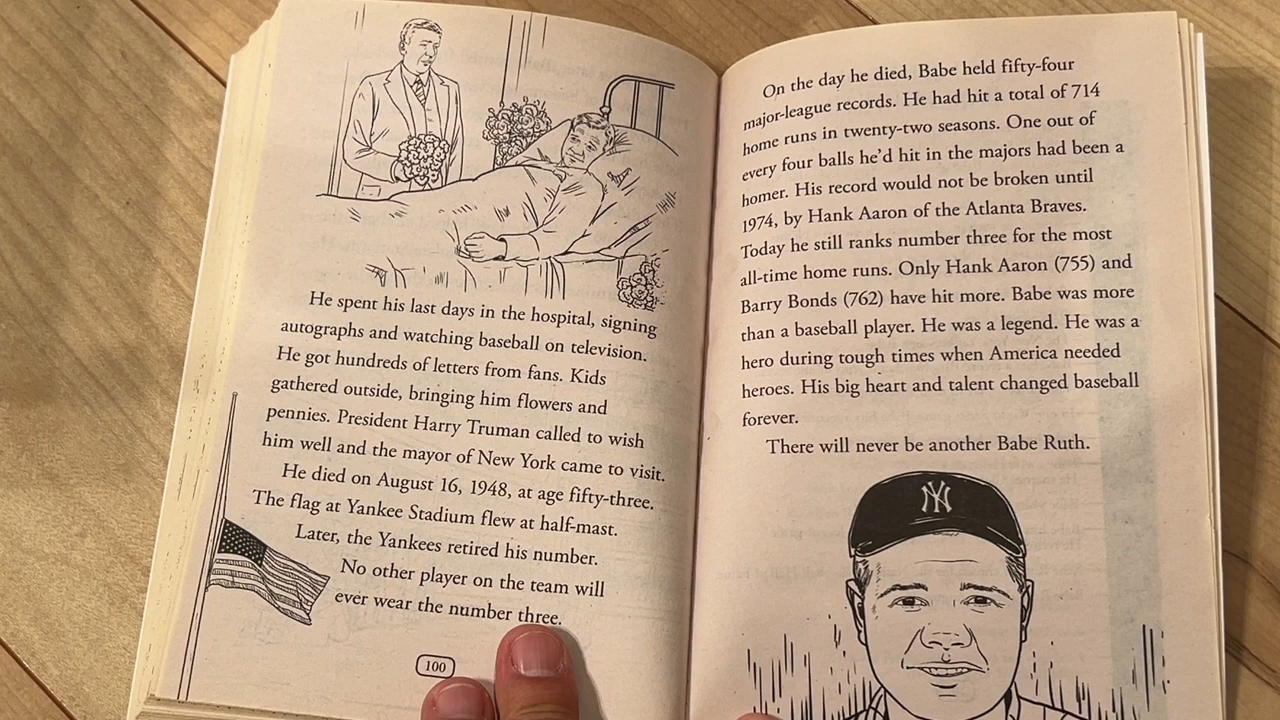 He spent his last days in the hospital, signing
autographs and watching baseball on television.
He got hundreds of letters from fans. Kids
gathered outside, bringing him flowers and
pennies. President Harry Truman called to wish
him well and the mayor of New York came to visit.
He died on August 16, 1948, at age fifty-three.
The flag at Yankee Stadium flew at half-mast.
Later, the Yankees retired his number.
No other player on the team will
ever wear the number three.
100
On the day he died, Babe held fifty-four
major-league records. He had hit a total of 714
home runs in twenty-two seasons. One out of
every four balls he’d hit in the majors had been a
homer. His record would not be broken until
1974, by Hank Aaron of the Atlanta Braves.
Today he still ranks number three for the most
all-time home runs. Only Hank Aaron (755) and
Barry Bonds (762) have hit more. Babe was more
than a baseball player. He was a legend. He was a
hero during tough times when America needed
heroes. His big heart and talent changed baseball
forever.
There will never be another Babe Ruth.
NY